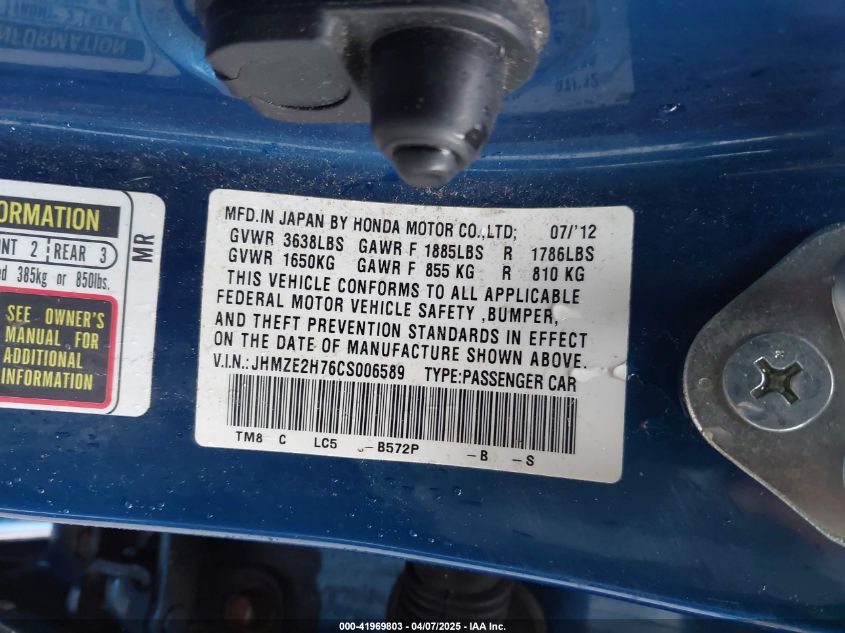 ORMATION
NT 2 REAR 3
385kg or 850lbs.
MR
SEE OWNER'S
MANUAL FOR
ADDITIONAL
INFORMATION
MFD.IN JAPAN BY HONDA MOTOR CO.,LTD; 07/'12
GVWR 3638LBS GAWR F 1885LBS R 1786LBS
GVWR 1650KG GAWR F 855 KG R 810 KG
THIS VEHICLE CONFORMS TO ALL APPLICABLE
FEDERAL MOTOR VEHICLE SAFETY ,BUMPER,
AND THEFT PREVENTION STANDARDS IN EFFECT
ON THE DATE OF MANUFACTURE SHOWN ABOVE.
V.I.N.: JHMZE2H76CS006589 TYPE:PASSENGER CAR
TM8 C LC5 -B572P -B -S
000-41969803 - 04/07/2025 - IAA Inc.